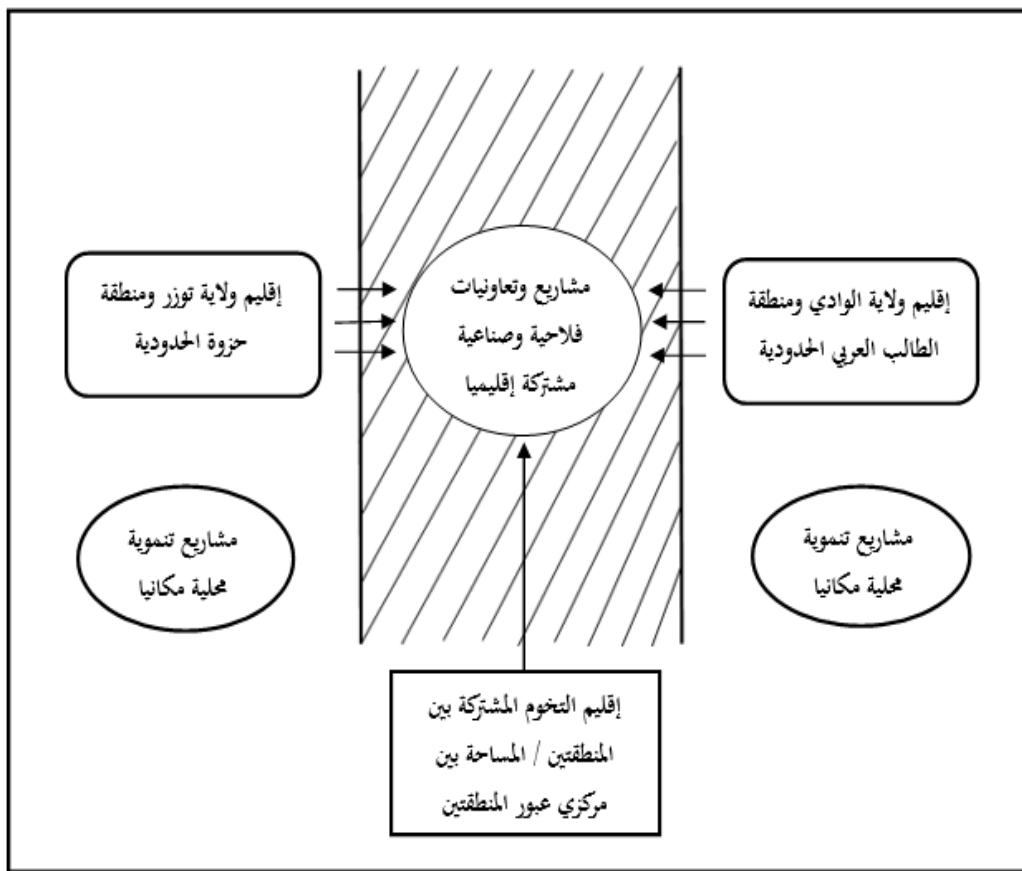 إقليم ولاية الوادي ومنطقة
الطالب العربي الحدودية
مشاريع وتعاونيات
فلاحية وصناعية
مشتركة إقليميا
إقليم ولاية توزر ومنطقة
حزوة الحدودية
مشاريع تنموية
محلية مكانيا
مشاريع تنموية
محلية مكانيا
إقليم التخوم المشتركة بين
المنطقتين / المساحة بين
مركزي عبور المنطقتين